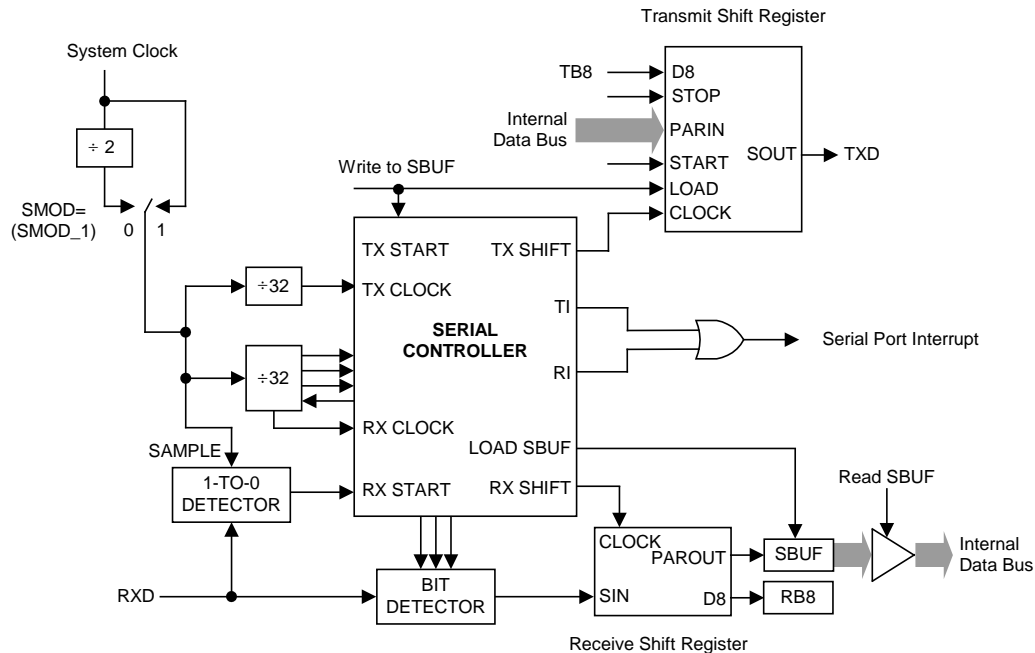 Transmit Shift Register
System Clock
÷ 2
SMOD=
(SMOD_1)
0
1
TB8
D8
STOP
Internal
Data Bus
PARIN
START
SOUT
TXD
LOAD
CLOCK
Write to SBUF
TX START
TX SHIFT
÷32
TX CLOCK
TI
SERIAL
CONTROLLER
Serial Port Interrupt
÷32
RI
RX CLOCK
SAMPLE
LOAD SBUF
1-TO-0
DETECTOR
RX START
RX SHIFT
Read SBUF
CLOCK
PAROUT
SBUF
Internal
Data Bus
RXD
BIT
DETECTOR
SIN
D8
RB8
Receive Shift Register